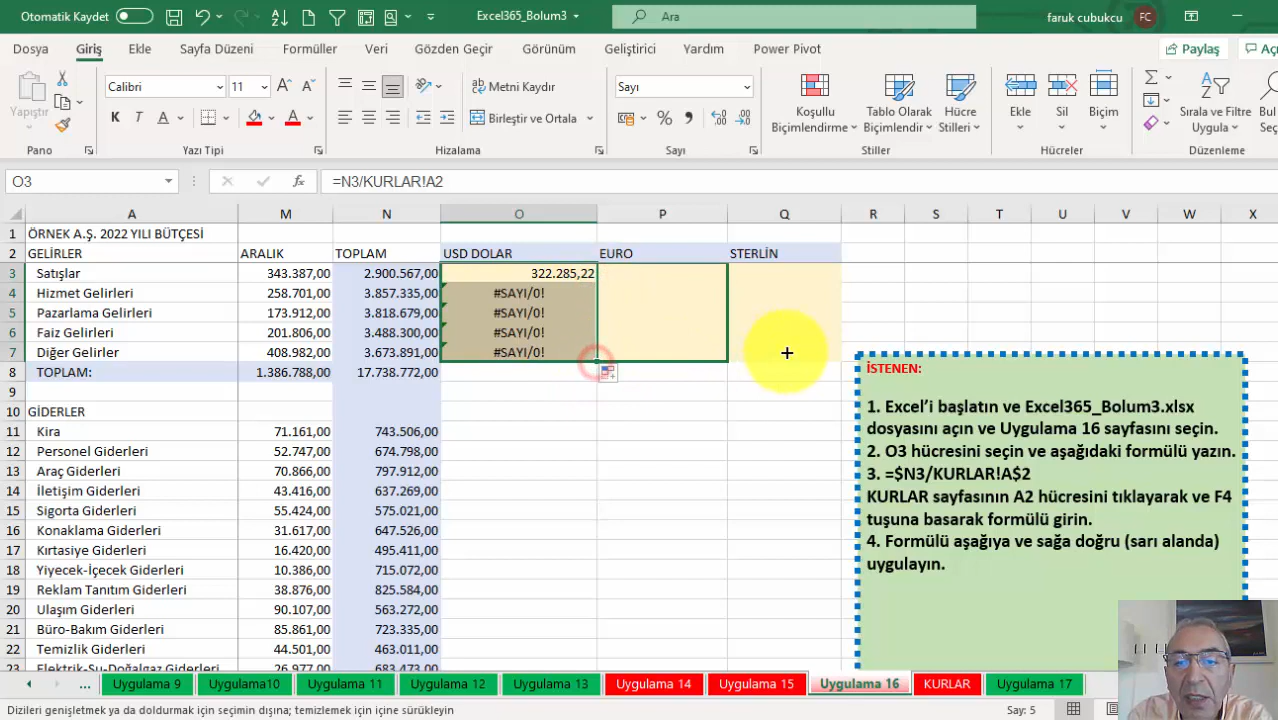 Otomatik Kaydet Excel365_Bolum3 Ara faruk cubukcu FC
Dosya Giriş Ekle Sayfa Düzeni Formüller Veri Gözden Geçir Görünüm Geliştirici Yardım Power Pivot Paylaş
Yapıştır Calibri 11 Metni Kaydır Sayı Koşullu Biçimlendirme Tablo Olarak Biçimlendir Hücre Stilleri Ekle Sil Biçim Sırala ve Filtre Uygula
K T A Birleştir ve Ortala
Pano Yazı Tipi Hizalama Sayı Stiller Hücreler Düzenleme
O3 fx =N3/KURLAR!A2
A M N O P Q R S T U V W X
1 ÖRNEK A.Ş. 2022 YILI BÜTÇESİ
2 GELİRLER ARALIK TOPLAM USD DOLAR EURO STERLİN
3 Satışlar 343.387,00 2.900.567,00 322.285,22
4 Hizmet Gelirleri 258.701,00 3.857.335,00 #SAYI/0!
5 Pazarlama Gelirleri 173.912,00 3.818.679,00 #SAYI/0!
6 Faiz Gelirleri 201.806,00 3.488.300,00 #SAYI/0!
7 Diğer Gelirler 408.982,00 3.673.891,00 #SAYI/0!
8 TOPLAM: 1.386.788,00 17.738.772,00
9
10 GİDERLER
11 Kira 71.161,00 743.506,00
12 Personel Giderleri 52.747,00 674.798,00
13 Araç Giderleri 70.866,00 797.912,00
14 İletişim Giderleri 43.416,00 637.269,00
15 Sigorta Giderleri 55.424,00 575.021,00
16 Konaklama Giderleri 31.617,00 647.526,00
17 Kırtasiye Giderleri 16.420,00 495.411,00
18 Yiyecek-İçecek Giderleri 10.386,00 715.072,00
19 Reklam Tanıtım Giderleri 38.876,00 825.584,00
20 Ulaşım Giderleri 90.107,00 563.272,00
21 Büro-Bakım Giderleri 85.861,00 723.335,00
22 Temizlik Giderleri 44.501,00 463.011,00
23 Elektrik-Su-Doğalgaz Giderler 26.977,00 683.473,00
İSTENEN:
1. Excel'i başlatın ve Excel365_Bolum3.xlsx
dosyasını açın ve Uygulama 16 sayfasını seçin.
2. O3 hücresini seçin ve aşağıdaki formülü yazın.
3. =$N3/KURLAR!A$2
KURLAR sayfasının A2 hücresini tıklayarak ve F4
tuşuna basarak formülü girin.
4. Formülü aşağıya ve sağa doğru (sarı alanda)
uygulayın.
... Uygulama 9 Uygulama10 Uygulama 11 Uygulama 12 Uygulama 13 Uygulama 14 Uygulama 15 Uygulama 16 KURLAR Uygulama 17
Dizileri genişletmek ya da doldurmak için seçimin dışına; temizlemek için içine sürükleyin Say: 5